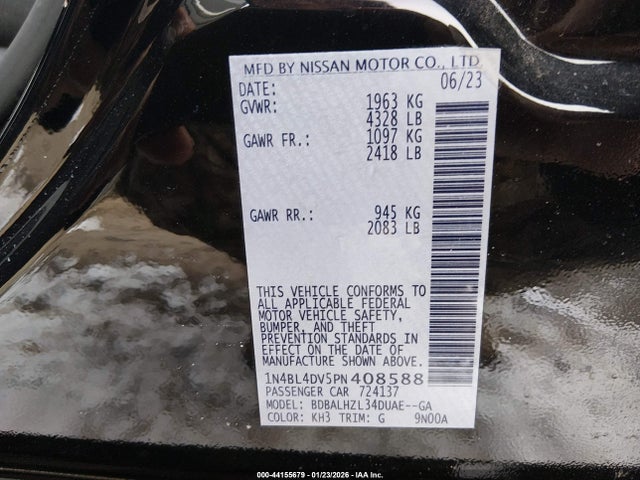 MFD BY NISSAN MOTOR CO., LTD
DATE: 06/23
GVWR: 1963 KG
4328 LB
GAWR FR.: 1097 KG
2418 LB
GAWR RR.: 945 KG
2083 LB
THIS VEHICLE CONFORMS TO
ALL APPLICABLE FEDERAL
MOTOR VEHICLE SAFETY,
BUMPER, AND THEFT
PREVENTION STANDARDS IN
EFFECT ON THE DATE OF
MANUFACTURE SHOWN ABOVE.
1N4BL4DV5PN408588
PASSENGER CAR 724137
MODEL: BDBALHZL34DUAE--GA
COLOR: KH3 TRIM: G 9N00A
000-44155679 - 01/23/2026 - IAA Inc.